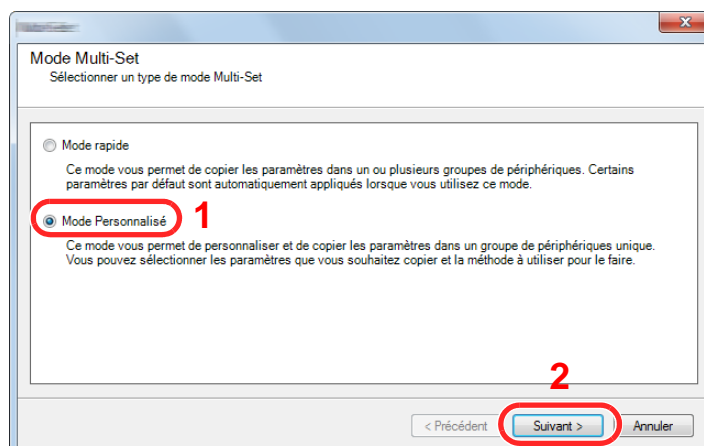 Mode Multi-Set
Sélectionner un type de mode Multi-Set
Mode rapide
Ce mode vous permet de copier les paramètres dans un ou plusieurs groupes de périphériques. Certains
paramètres par défaut sont automatiquement appliqués lorsque vous utilisez ce mode.
Mode Personnalisé 1
Ce mode vous permet de personnaliser et de copier les paramètres dans un groupe de périphériques unique.
Vous pouvez sélectionner les paramètres que vous souhaitez copier et la méthode à utiliser pour le faire.
2
< Précédent Suivant > Annuler